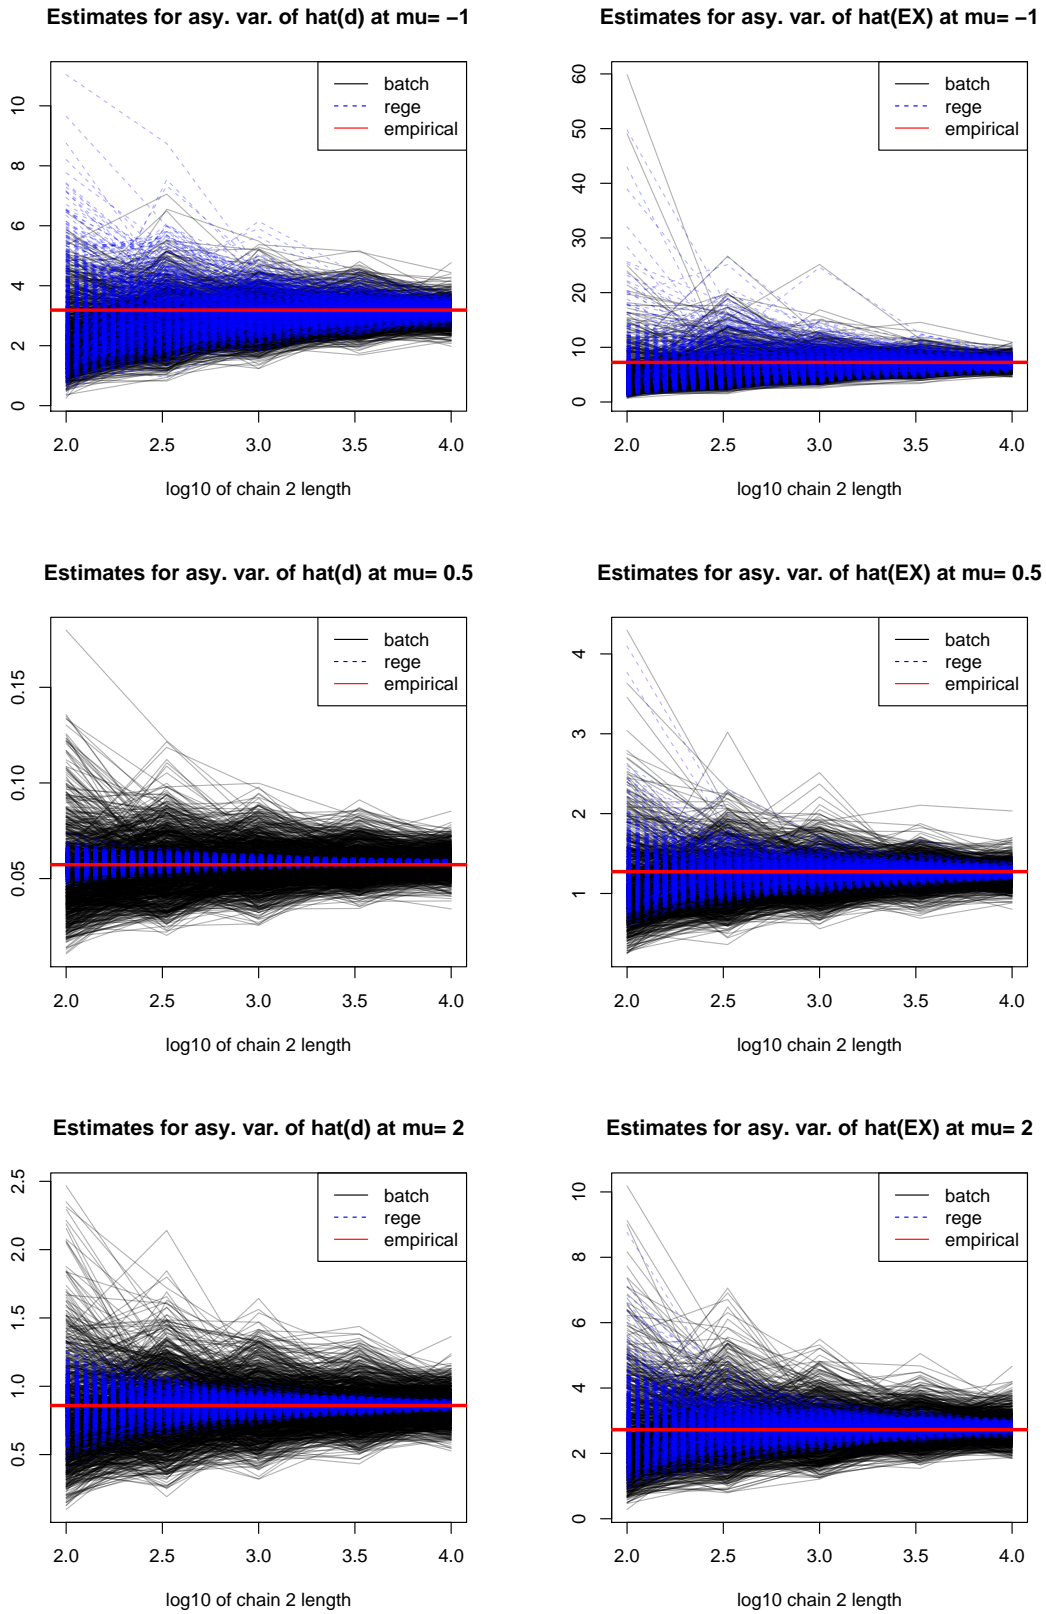 Estimates for asy. var. of hat(d) at mu= −1
batch
rege
empirical
0
2
4
6
8
10
2.0 2.5 3.0 3.5 4.0
log10 of chain 2 length
Estimates for asy. var. of hat(EX) at mu= −1
batch
rege
empirical
0
10
20
30
40
50
60
2.0 2.5 3.0 3.5 4.0
log10 chain 2 length
Estimates for asy. var. of hat(d) at mu= 0.5
batch
rege
empirical
0.05
0.10
0.15
2.0 2.5 3.0 3.5 4.0
log10 of chain 2 length
Estimates for asy. var. of hat(EX) at mu= 0.5
batch
rege
empirical
1
2
3
4
2.0 2.5 3.0 3.5 4.0
log10 chain 2 length
Estimates for asy. var. of hat(d) at mu= 2
batch
rege
empirical
0.5
1.0
1.5
2.0
2.5
2.0 2.5 3.0 3.5 4.0
log10 of chain 2 length
Estimates for asy. var. of hat(EX) at mu= 2
batch
rege
empirical
0
2
4
6
8
10
2.0 2.5 3.0 3.5 4.0
log10 chain 2 length